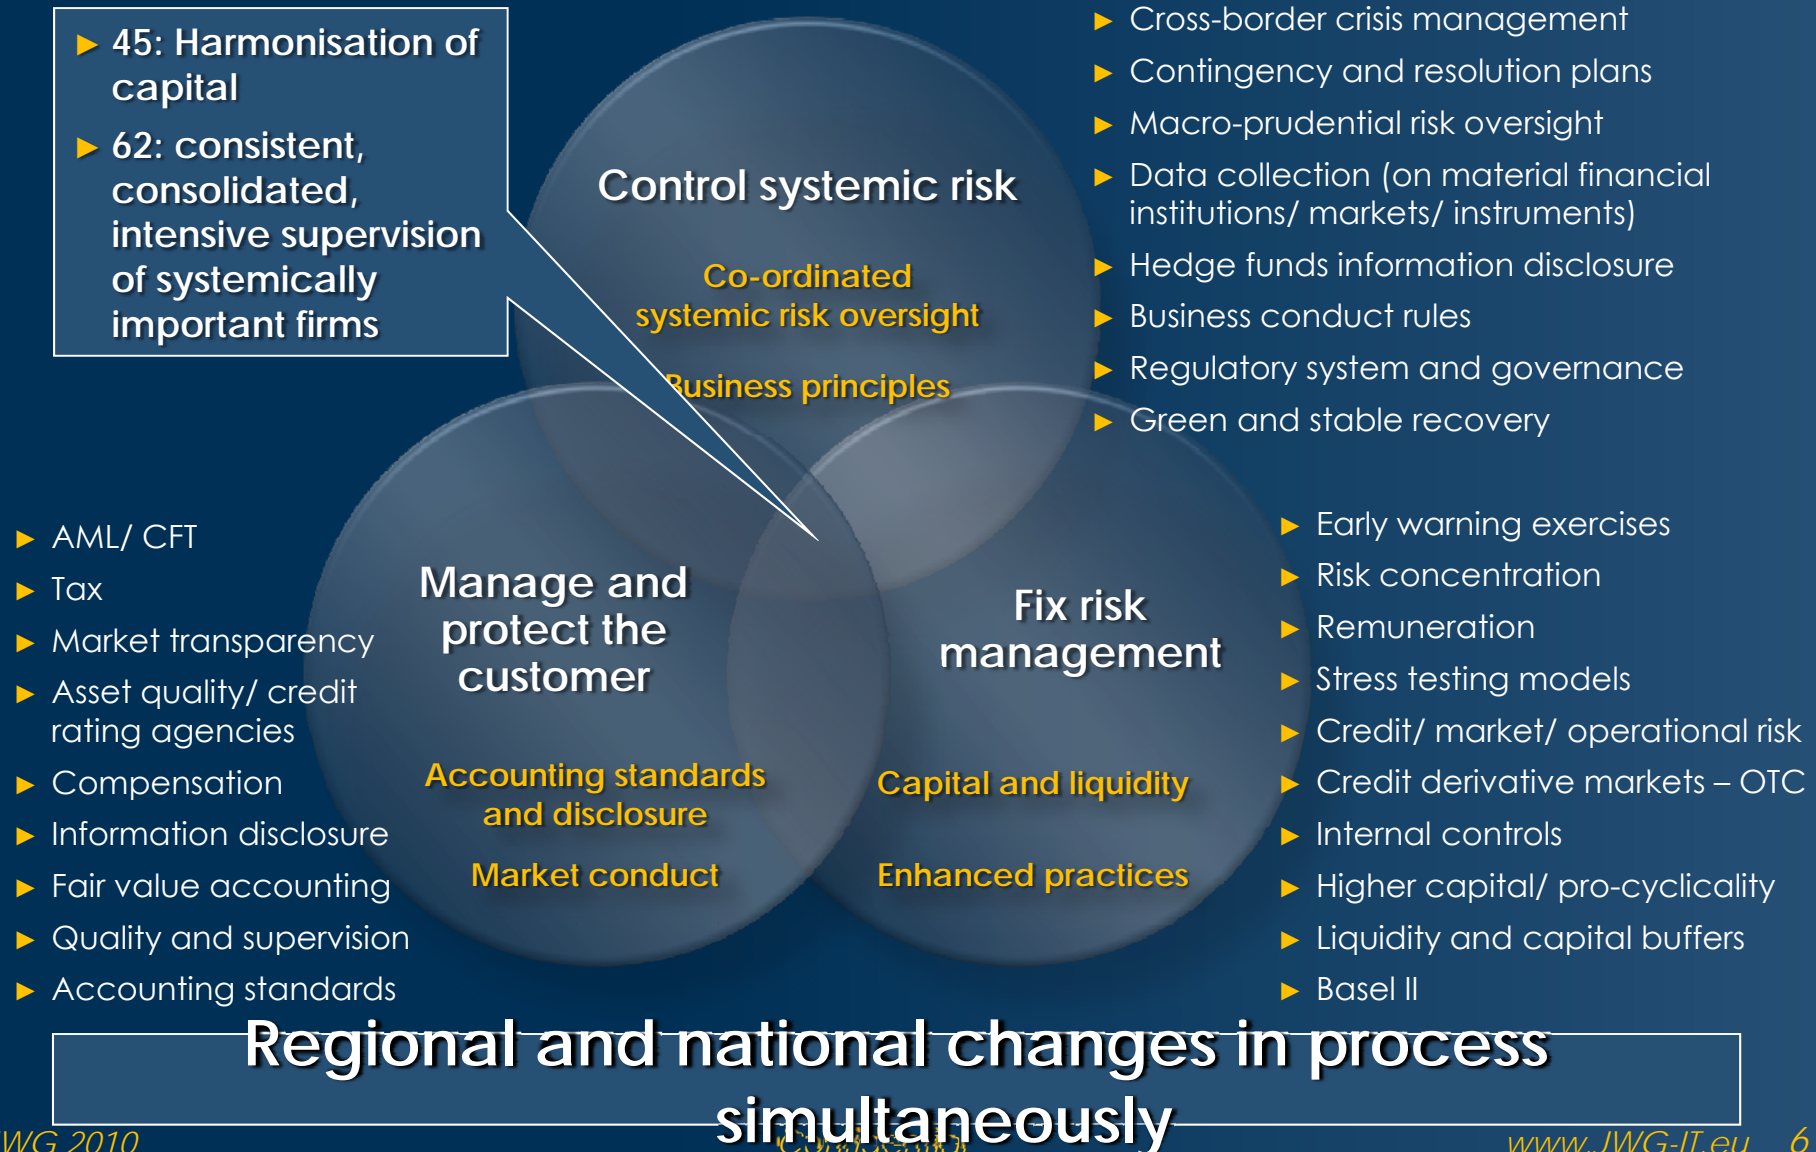 ► 45: Harmonisation of
capital
► 62: consistent,
consolidated,
intensive supervision
of systemically
important firms
► Cross-border crisis management
► Contingency and resolution plans
► Macro-prudential risk oversight
► Data collection (on material financial
institutions/ markets/ instruments)
► Hedge funds information disclosure
► Business conduct rules
► Regulatory system and governance
► Green and stable recovery
Control systemic risk
Co-ordinated
systemic risk oversight
Business principles
► AML/ CFT
► Tax
► Market transparency
► Asset quality/ credit
rating agencies
► Compensation
► Information disclosure
► Fair value accounting
► Quality and supervision
► Accounting standards
Manage and
protect the
customer
Accounting standards
and disclosure
Market conduct
Fix risk
management
Capital and liquidity
Enhanced practices
► Early warning exercises
► Risk concentration
► Remuneration
► Stress testing models
► Credit/ market/ operational risk
► Credit derivative markets – OTC
► Internal controls
► Higher capital/ pro-cyclicality
► Liquidity and capital buffers
► Basel II
Regional and national changes in process
simultaneously
WG 2010
www.JWG-IT.eu 6